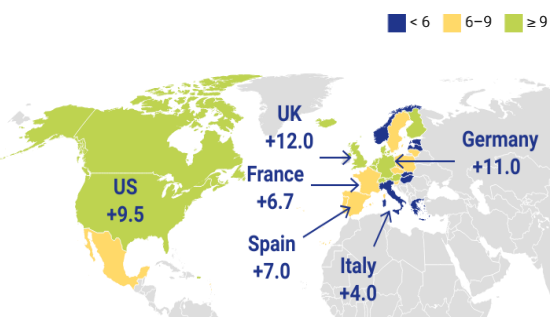 < 6 6–9 ≥ 9
UK
+12.0
Germany
+11.0
France
+6.7
US
+9.5
Spain
+7.0
Italy
+4.0